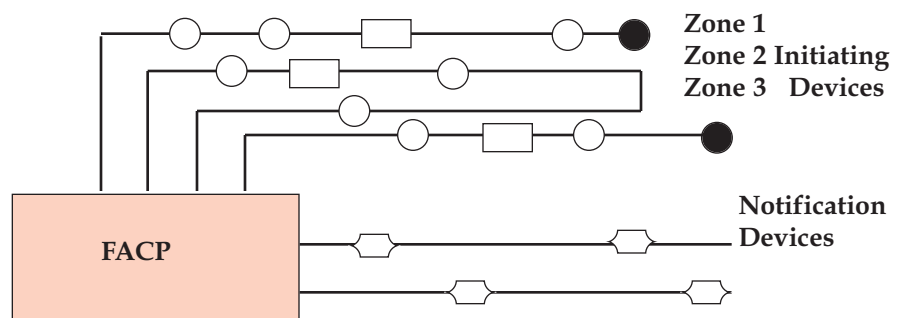 Zone 1
Zone 2 Initiating
Zone 3 Devices
Notification
Devices
FACP